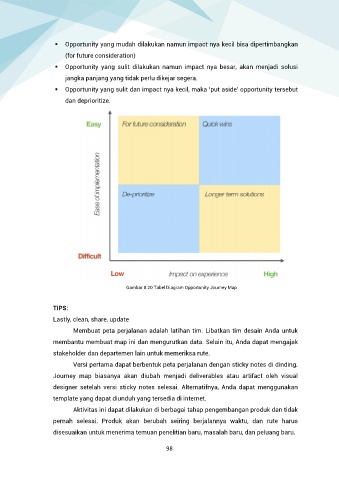 ▪ Opportunity yang mudah dilakukan namun impact nya kecil bisa dipertimbangkan
(for future consideration)
▪ Opportunity yang sulit dilakukan namun impact nya besar, akan menjadi solusi
jangka panjang yang tidak perlu dikejar segera.
▪ Opportunity yang sulit dan impact nya kecil, maka 'put aside' opportunity tersebut
dan deprioritize.
Easy
For future consideration
Quick wins
Ease of implementation
De-prioritize
Longer term solutions
Difficult
Low
Impact on experience
High
Gambar 8.20 Tabel Diagram Opportunity Journey Map
TIPS:
Lastly, clean, share, update
Membuat peta perjalanan adalah latihan tim. Libatkan tim desain Anda untuk
membantu membuat map ini dan mengurutkan data. Selain itu, Anda dapat mengajak
stakeholder dan departemen lain untuk memeriksa rute.
Versi pertama dapat berbentuk peta perjalanan dengan sticky notes di dinding.
Journey map biasanya akan diubah menjadi deliverables atau artifact oleh visual
designer setelah versi sticky notes selesai. Alternatifnya, Anda dapat menggunakan
template yang dapat diunduh yang tersedia di internet.
Aktivitas ini dapat dilakukan di berbagai tahap pengembangan produk dan tidak
pernah selesai. Produk akan berubah seiring berjalannya waktu, dan rute harus
disesuaikan untuk menerima temuan penelitian baru, masalah baru, dan peluang baru.
98